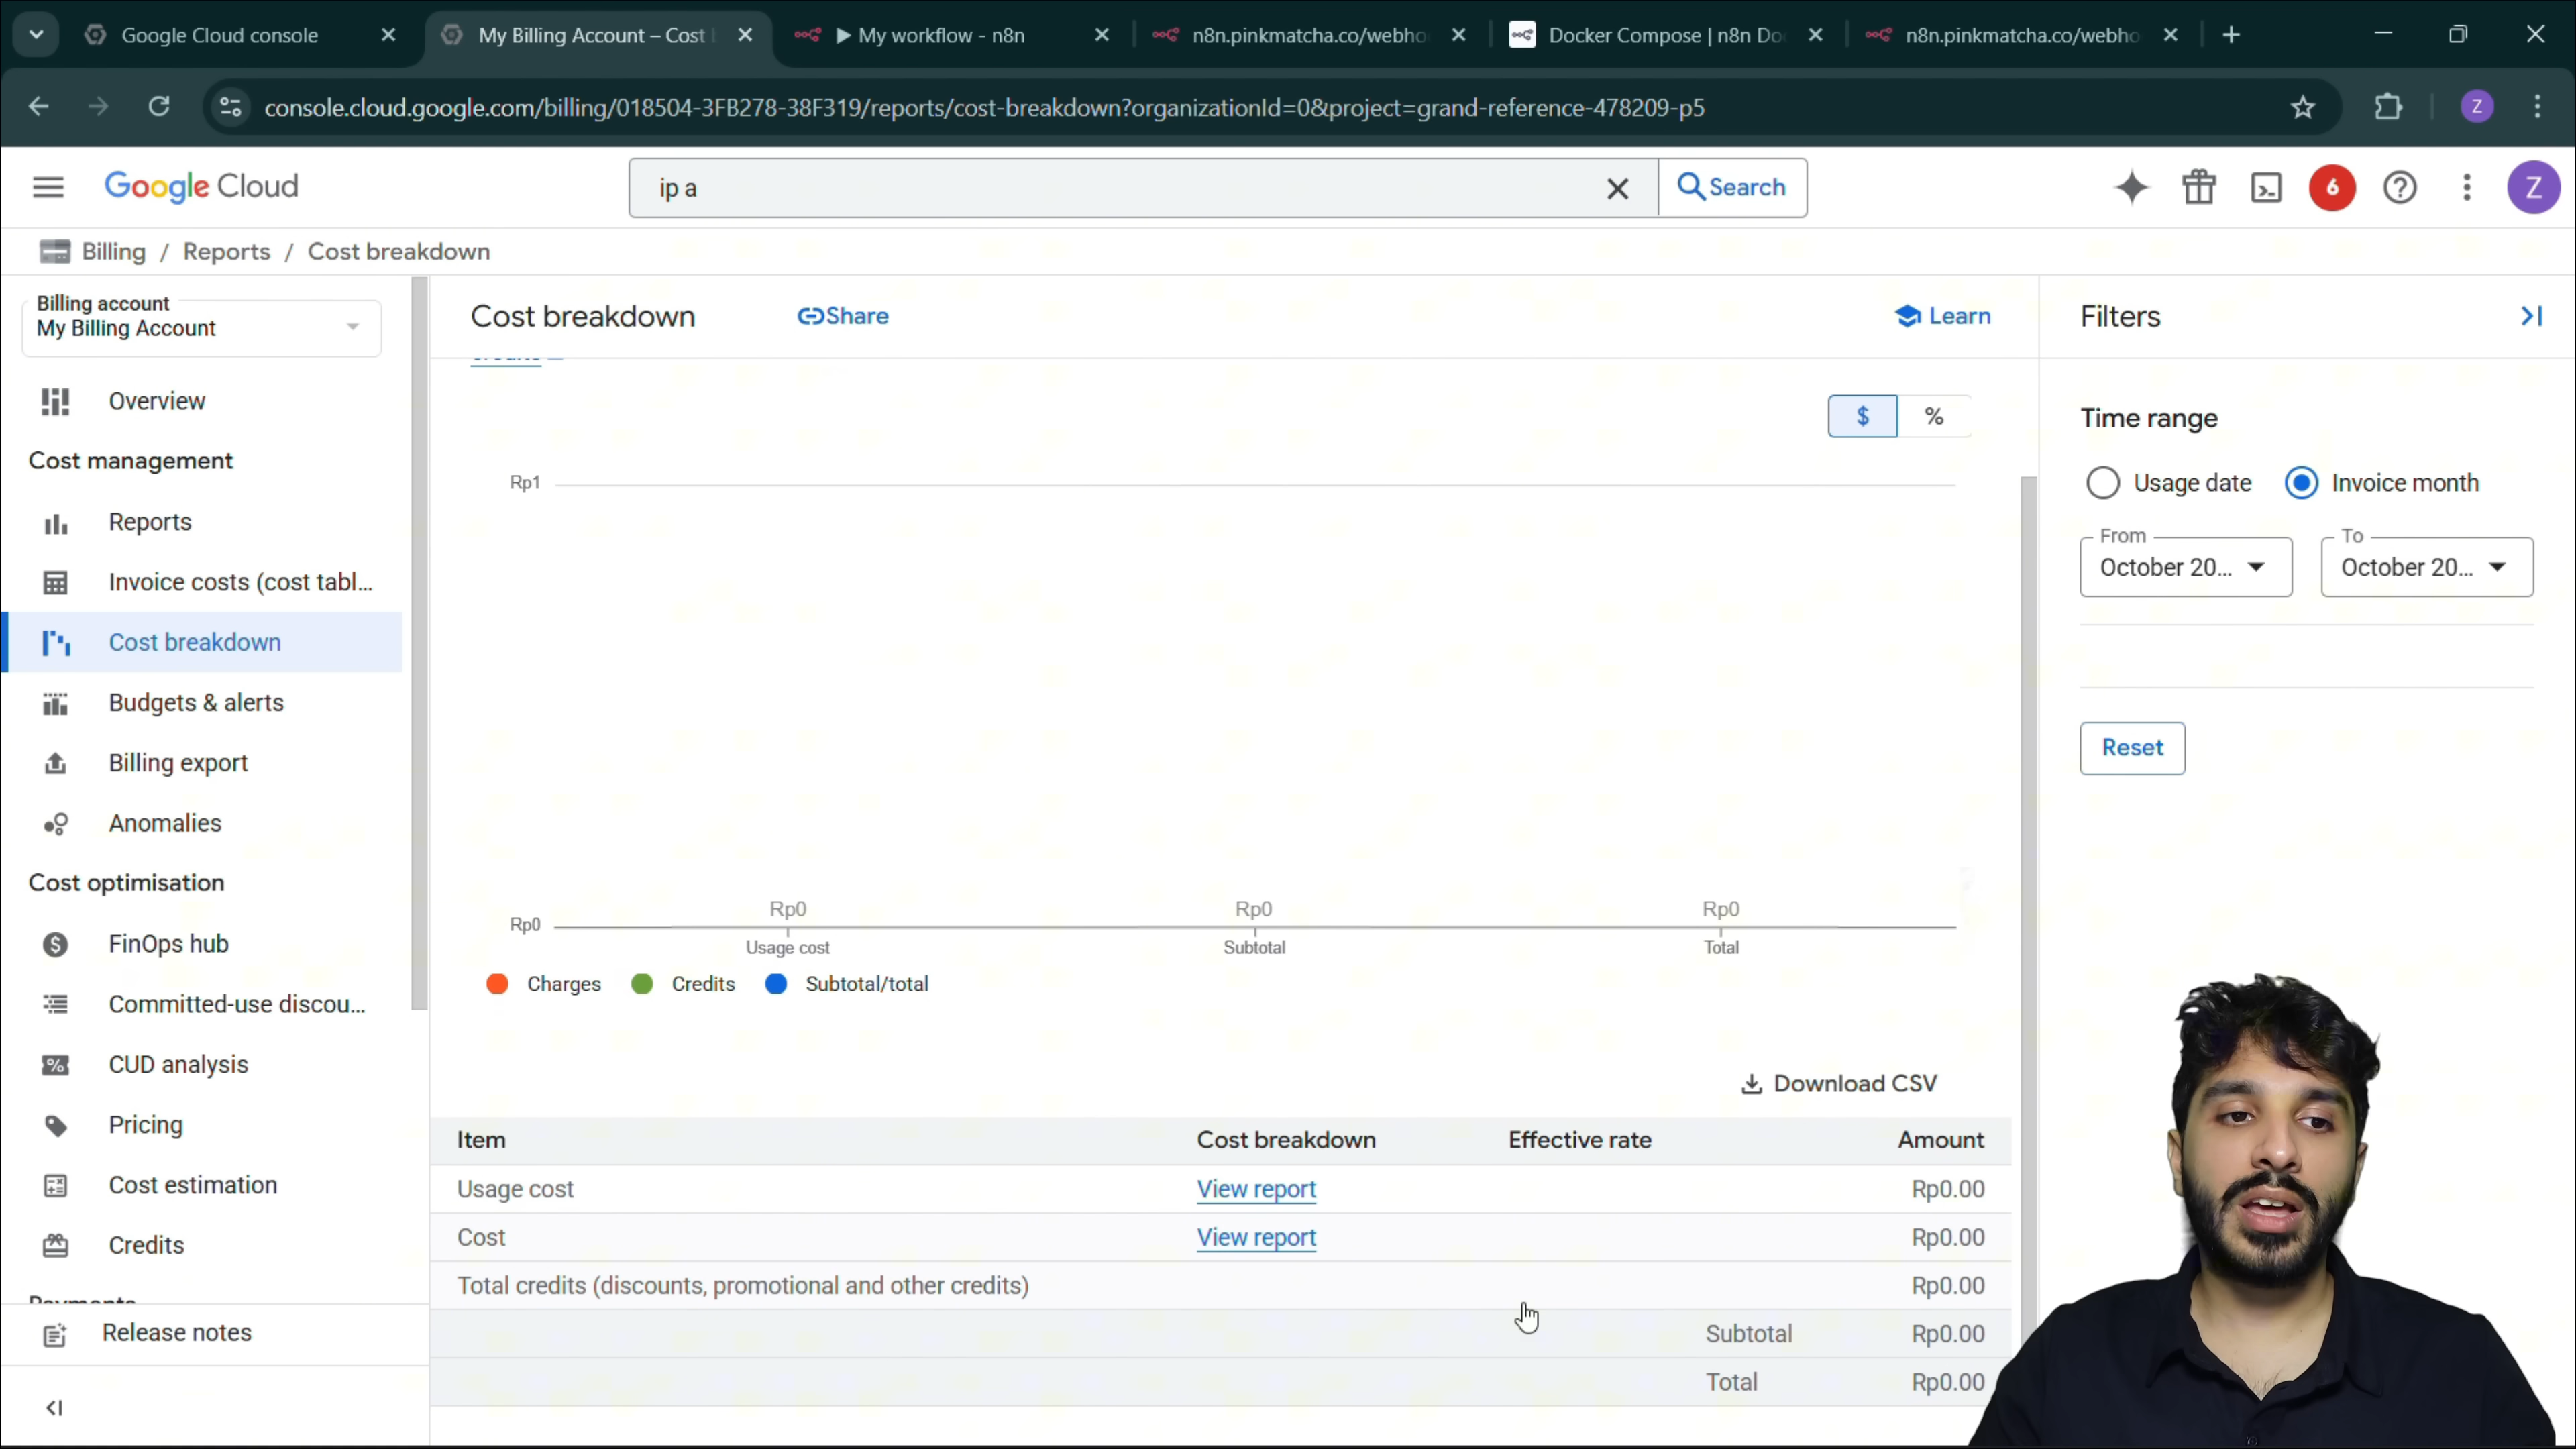 Google Cloud console
My Billing Account – Cost
My workflow - n8n
n8n.pinkmatcha.co/webho
Docker Compose | n8n Do
n8n.pinkmatcha.co/webho
console.cloud.google.com/billing/018504-3FB278-38F319/reports/cost-breakdown?organizationId=0&project=grand-reference-478209-p5
Z
Google Cloud
ip a
Search
6
Z
Billing / Reports / Cost breakdown
Billing account
My Billing Account
Overview
Cost management
Reports
Invoice costs (cost tabl...
Cost breakdown
Budgets & alerts
Billing export
Anomalies
Cost optimisation
FinOps hub
Committed-use discou...
CUD analysis
Pricing
Cost estimation
Credits
Payments
Release notes
Cost breakdown
Share
Learn
$ %
Rp1
Rp0
Rp0 Rp0 Rp0
Usage cost Subtotal Total
Charges Credits Subtotal/total
Download CSV
Item Cost breakdown Effective rate Amount
Usage cost View report Rp0.00
Cost View report Rp0.00
Total credits (discounts, promotional and other credits) Rp0.00
Subtotal Rp0.00
Total Rp0.00
Filters
Time range
Usage date Invoice month
From To
October 20... October 20...
Reset